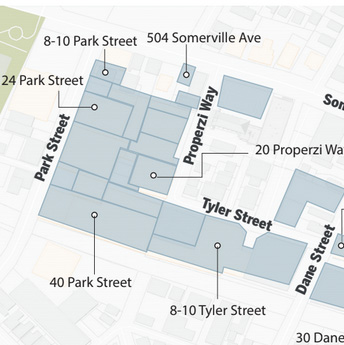 8-10 Park Street
504 Somerville Ave
24 Park Street
Park Street
Properzi Way
Som
20 Properzi Wa
Tyler Street
Dane Street
40 Park Street
8-10 Tyler Street
30 Dane